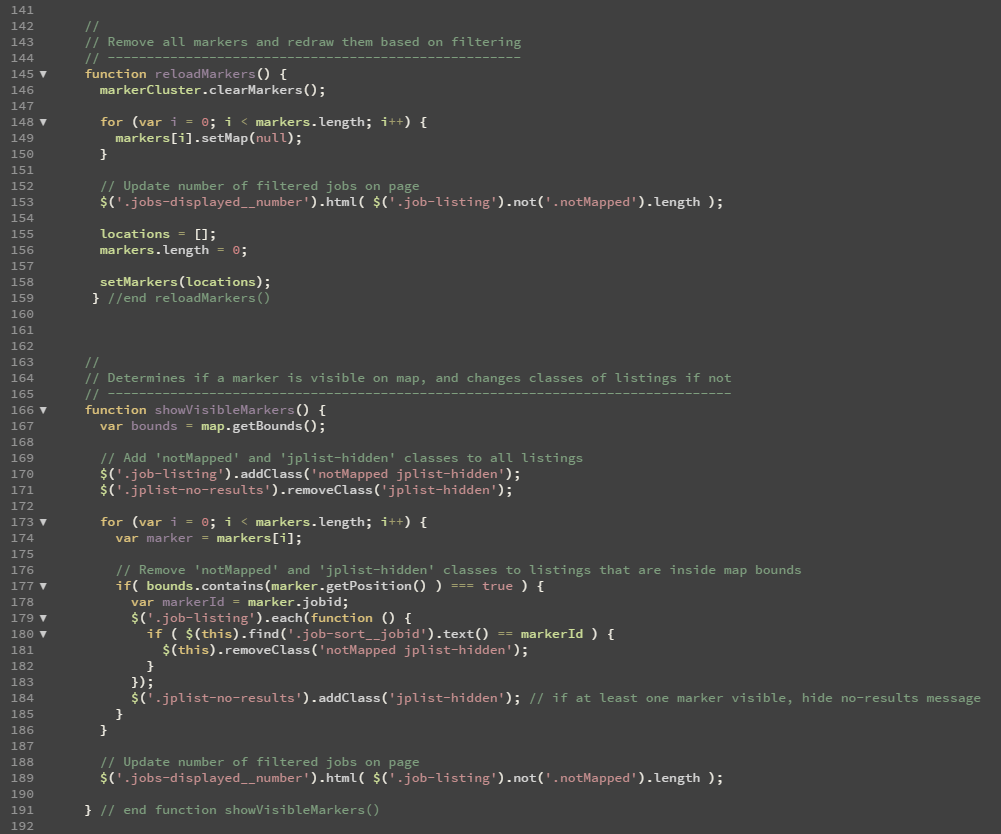 141
142 //
143 // Remove all markers and redraw them based on filtering
144 // -----------------------------------------------------
145 ▼ function reloadMarkers() {
146 markerCluster.clearMarkers();
147
148 ▼ for (var i = 0; i < markers.length; i++) {
149 markers[i].setMap(null);
150 }
151
152 // Update number of filtered jobs on page
153 $('.jobs-displayed__number').html( $('.job-listing').not('.notMapped').length );
154
155 locations = [];
156 markers.length = 0;
157
158 setMarkers(locations);
159 } //end reloadMarkers()
160
161
162
163 //
164 // Determines if a marker is visible on map, and changes classes of listings if not
165 // --------------------------------------------------------------------------------
166 ▼ function showVisibleMarkers() {
167 var bounds = map.getBounds();
168
169 // Add 'notMapped' and 'jplist-hidden' classes to all listings
170 $('.job-listing').addClass('notMapped jplist-hidden');
171 $('.jplist-no-results').removeClass('jplist-hidden');
172
173 ▼ for (var i = 0; i < markers.length; i++) {
174 var marker = markers[i];
175
176 // Remove 'notMapped' and 'jplist-hidden' classes to listings that are inside map bounds
177 ▼ if( bounds.contains(marker.getPosition() ) === true ) {
178 var markerId = marker.jobid;
179 ▼ $('.job-listing').each(function () {
180 ▼ if ( $(this).find('.job-sort__jobid').text() == markerId ) {
181 $(this).removeClass('notMapped jplist-hidden');
182 }
183 });
184 $('.jplist-no-results').addClass('jplist-hidden'); // if at least one marker visible, hide no-results message
185 }
186 }
187
188 // Update number of filtered jobs on page
189 $('.jobs-displayed__number').html( $('.job-listing').not('.notMapped').length );
190
191 } // end function showVisibleMarkers()
192